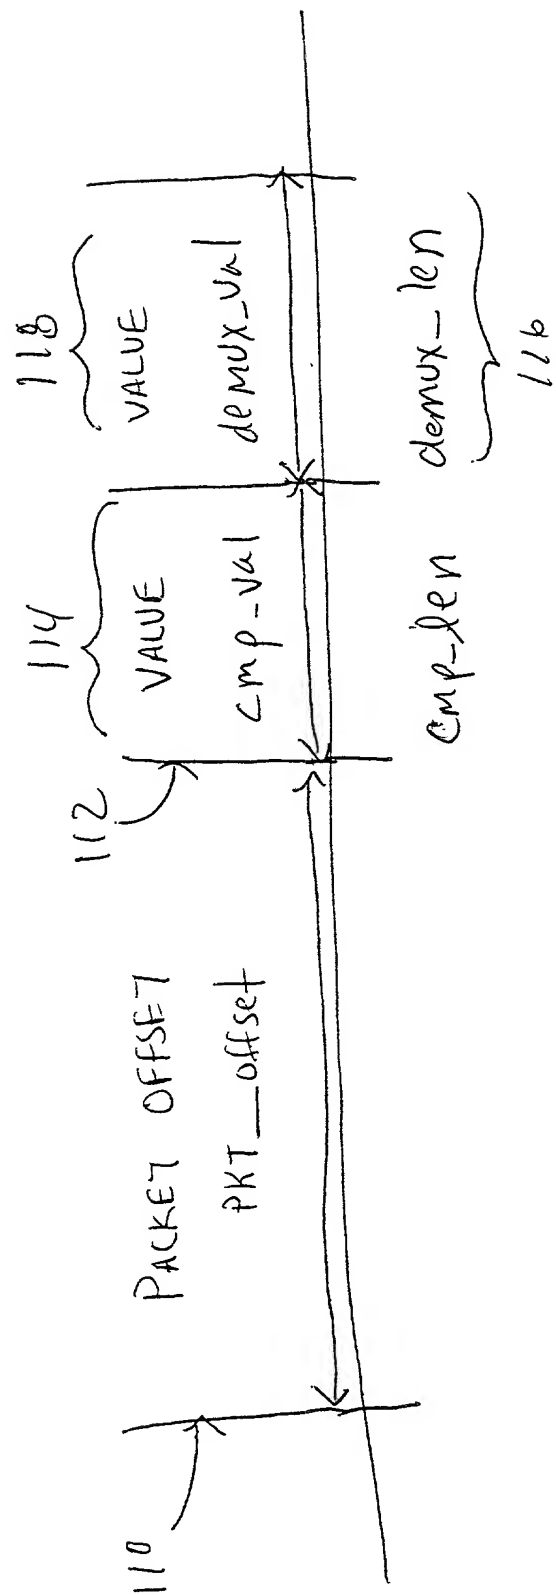 110
PACKET OFFSET
PKT_offset
112
114
VALUE
cmp_val
cmp_len
118
VALUE
demux_val
demux_len
116